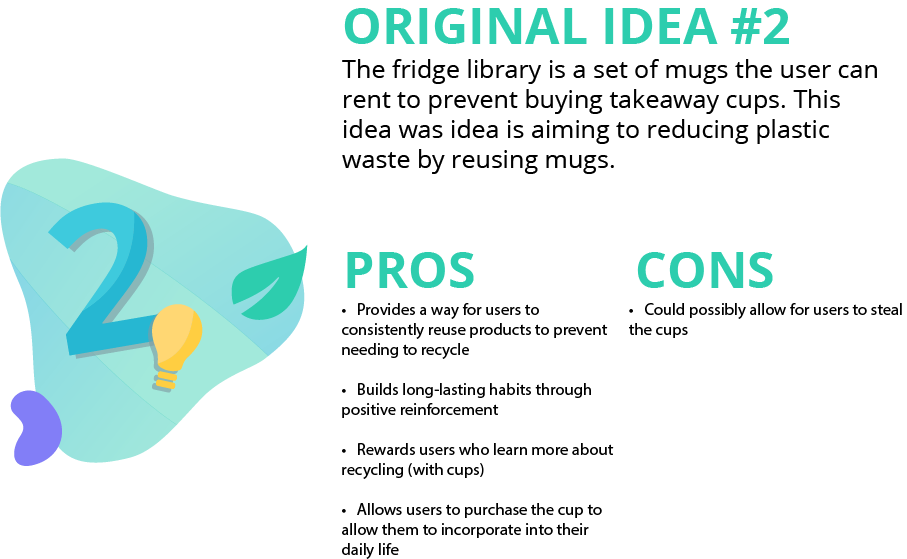 ORIGINAL IDEA #2
The fridge library is a set of mugs the user can
rent to prevent buying takeaway cups. This
idea was idea is aiming to reducing plastic
waste by reusing mugs.
2
PROS
• Provides a way for users to
consistently reuse products to prevent
needing to recycle
• Builds long-lasting habits through
positive reinforcement
• Rewards users who learn more about
recycling (with cups)
• Allows users to purchase the cup to
allow them to incorporate into their
daily life
CONS
• Could possibly allow for users to steal
the cups